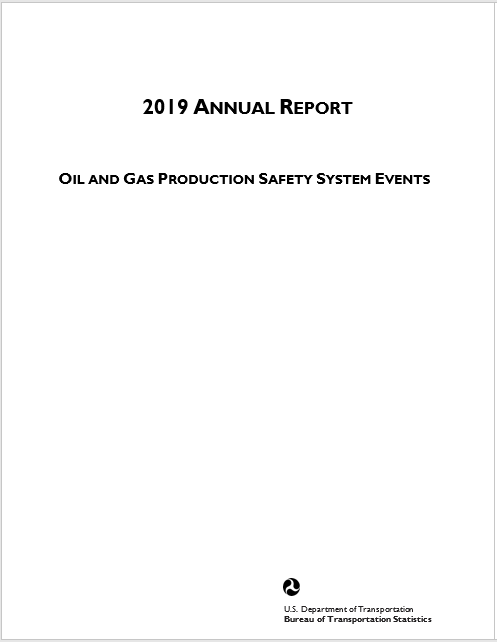 2019 ANNUAL REPORT
OIL AND GAS PRODUCTION SAFETY SYSTEM EVENTS
U.S. Department of Transportation
Bureau of Transportation Statistics